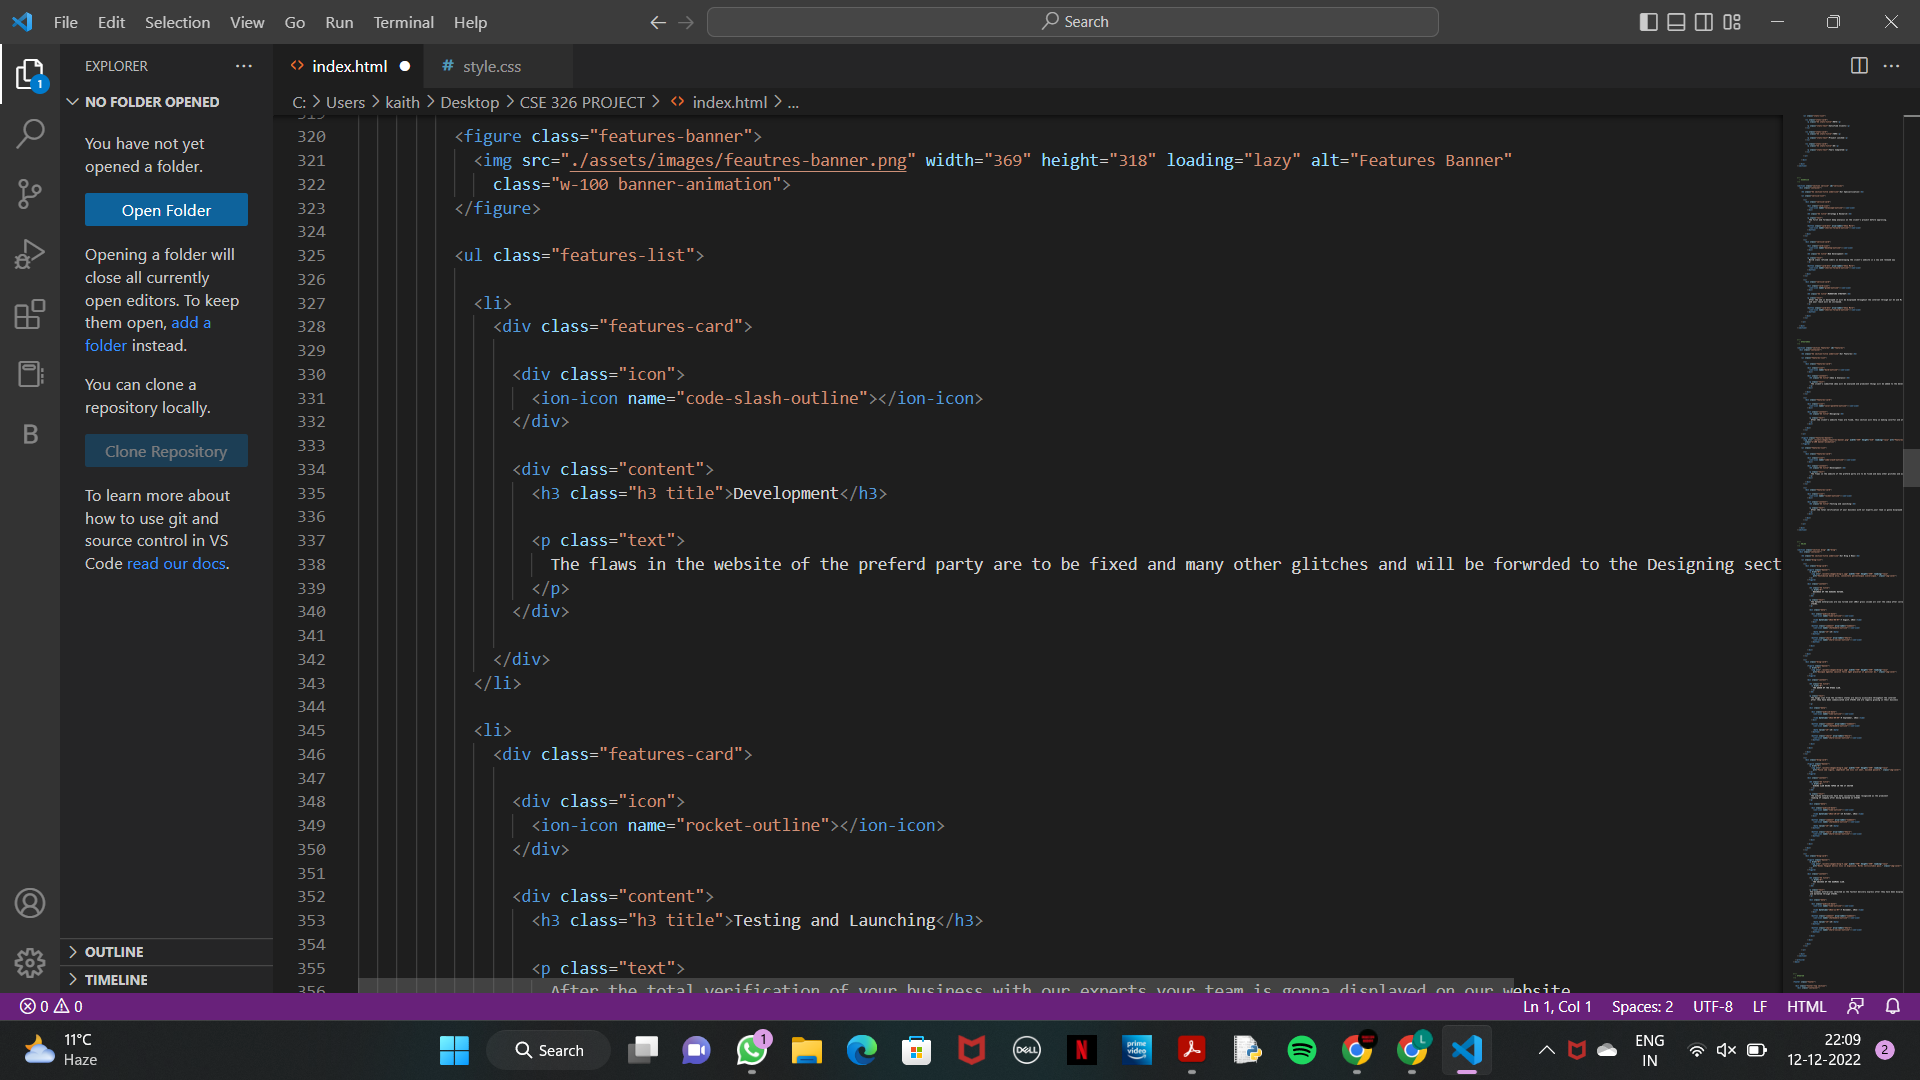 File Edit Selection View Go Run Terminal Help
Search
EXPLORER
index.html
# style.css
NO FOLDER OPENED
C: > Users > kaith > Desktop > CSE 326 PROJECT > <> index.html > ...
You have not yet
opened a folder.
Open Folder
Opening a folder will
close all currently
open editors. To keep
them open, add a
folder instead.
You can clone a
repository locally.
Clone Repository
To learn more about
how to use git and
source control in VS
Code read our docs.
OUTLINE
TIMELINE
1
B
319
320 <figure class="features-banner">
321 <img src="./assets/images/feautres-banner.png" width="369" height="318" loading="lazy" alt="Features Banner"
322 class="w-100 banner-animation">
323 </figure>
324
325 <ul class="features-list">
326
327 <li>
328 <div class="features-card">
329
330 <div class="icon">
331 <ion-icon name="code-slash-outline"></ion-icon>
332 </div>
333
334 <div class="content">
335 <h3 class="h3 title">Development</h3>
336
337 <p class="text">
338 The flaws in the website of the preferd party are to be fixed and many other glitches and will be forwrded to the Designing sect
339 </p>
340 </div>
341
342 </div>
343 </li>
344
345 <li>
346 <div class="features-card">
347
348 <div class="icon">
349 <ion-icon name="rocket-outline"></ion-icon>
350 </div>
351
352 <div class="content">
353 <h3 class="h3 title">Testing and Launching</h3>
354
355 <p class="text">
356 After the total verification of your business with our experts your team is gonna displayed on our website
0 0
Ln 1, Col 1 Spaces: 2 UTF-8 LF HTML
11°C
Haze
Search
1
DELL
N
prime
video
L
ENG
IN
22:09
12-12-2022
2